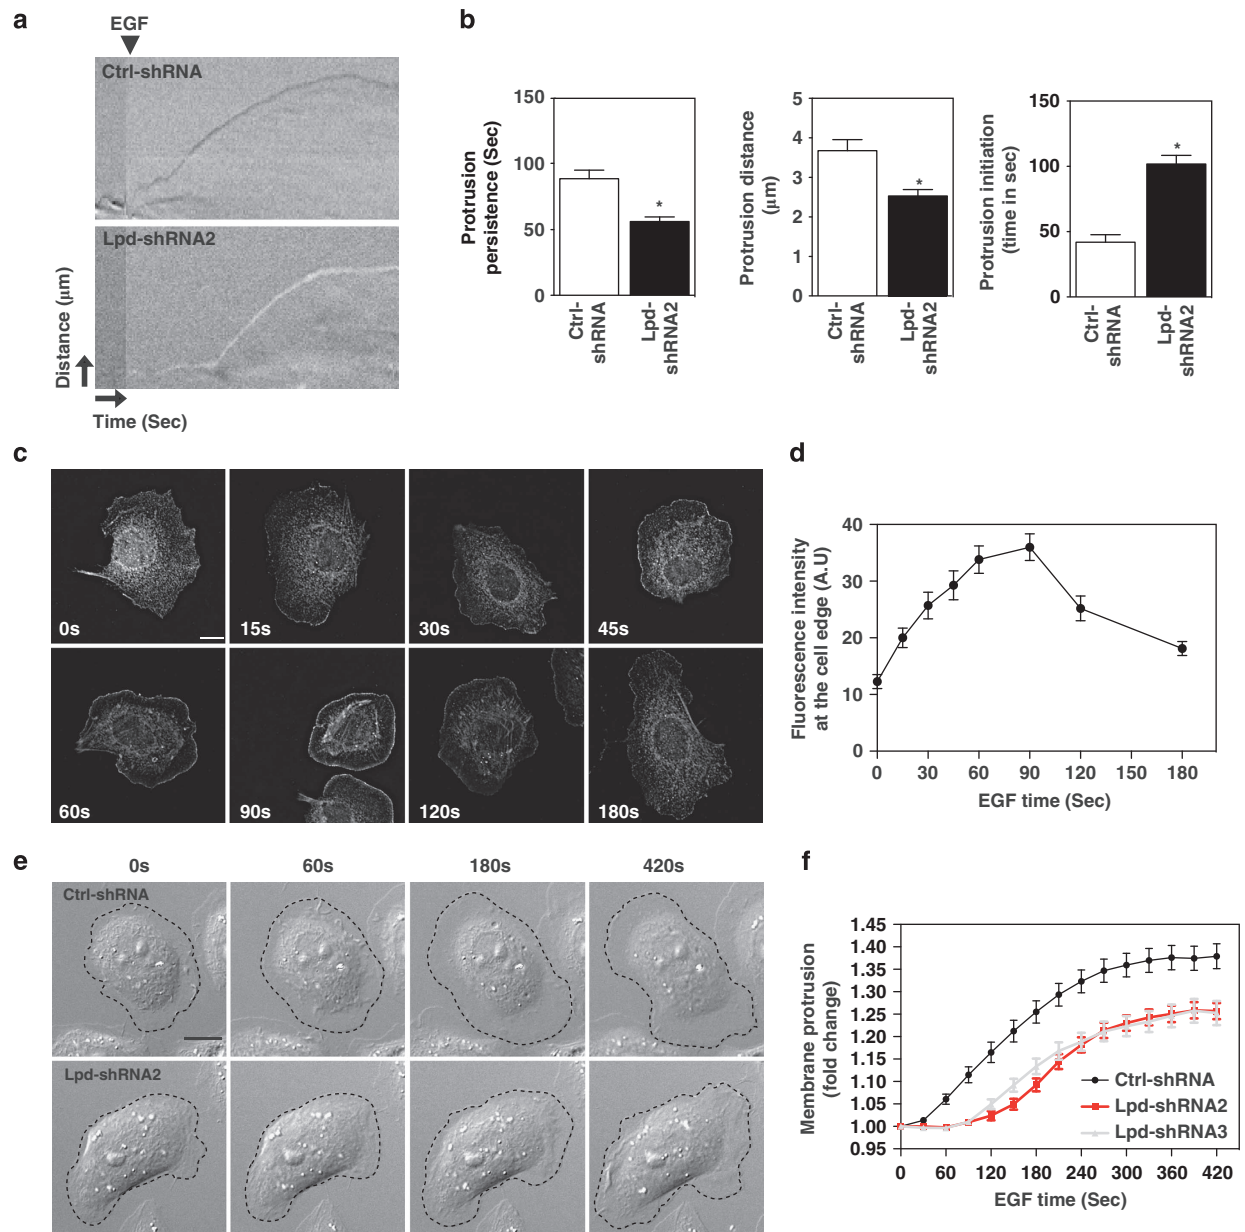 a
EGF
Ctrl-shRNA
Lpd-shRNA2
Distance (μm)
Time (Sec)
b
Protrusion
persistence (Sec)
150
100
50
0
*
Ctrl-
shRNA
Lpd-
shRNA2
Protrusion distance
(μm)
5
4
3
2
1
0
*
Ctrl-
shRNA
Lpd-
shRNA2
Protrusion initiation
(time in sec)
150
100
50
0
*
Ctrl-
shRNA
Lpd-
shRNA2
c
0s
15s
30s
45s
60s
90s
120s
180s
d
Fluorescence intensity
at the cell edge (A.U)
40
30
20
10
0
0 30 60 90 120 150 180
EGF time (Sec)
e
0s 60s 180s 420s
Ctrl-shRNA
Lpd-shRNA2
f
Membrane protrusion
(fold change)
1.45
1.40
1.35
1.30
1.25
1.20
1.15
1.10
1.05
1.00
0.95
Ctrl-shRNA
Lpd-shRNA2
Lpd-shRNA3
0 60 120 180 240 300 360 420
EGF time (Sec)